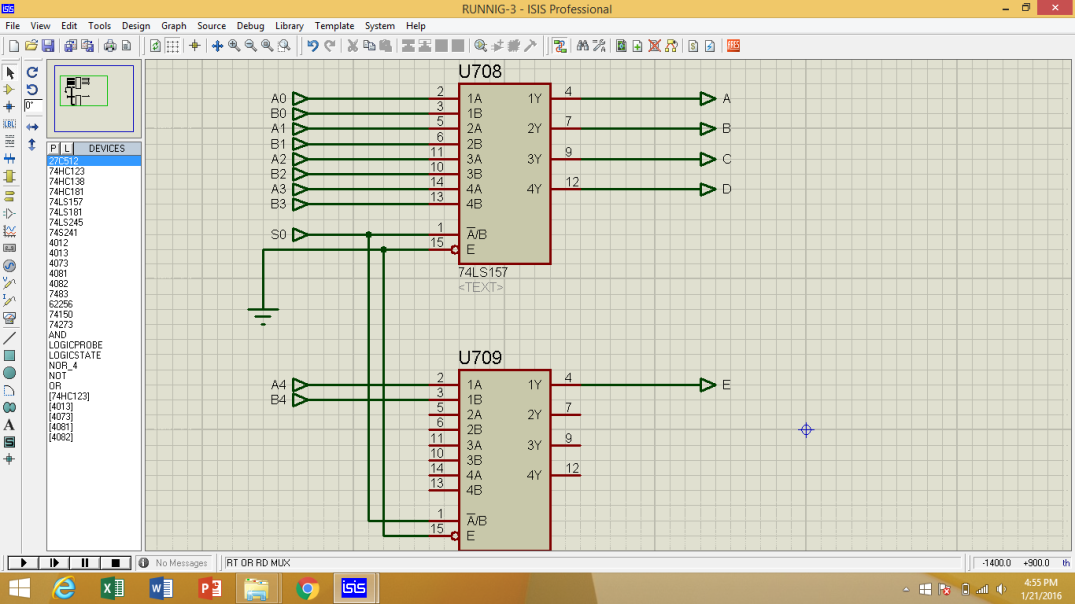 RUNNIG-3 - ISIS Professional
File View Edit Tools Design Graph Source Debug Library Template System Help
0°
P L DEVICES
27C512
74HC123
74HC138
74HC181
74LS157
74LS181
74LS245
74S241
4012
4013
4073
4081
4082
7483
62256
74150
74273
AND
LOGICPROBE
LOGICSTATE
NOR_4
NOT
OR
[74HC123]
[4013]
[4073]
[4081]
[4082]
U708
A0 2 1A 1Y 4 A
B0 3 1B
A1 5 2A 2Y 7 B
B1 6 2B
A2 11 3A 3Y 9 C
B2 10 3B
A3 14 4A 4Y 12 D
B3 13 4B
S0 1 A/B
15 E
74LS157
<TEXT>
U709
A4 2 1A 1Y 4 E
B4 3 1B
5 2A 2Y 7
6 2B
11 3A 3Y 9
10 3B
14 4A 4Y 12
13 4B
1 A/B
15 E
No Messages RT OR RD MUX -1400.0 +900.0 th
isis
4:55 PM
1/21/2016